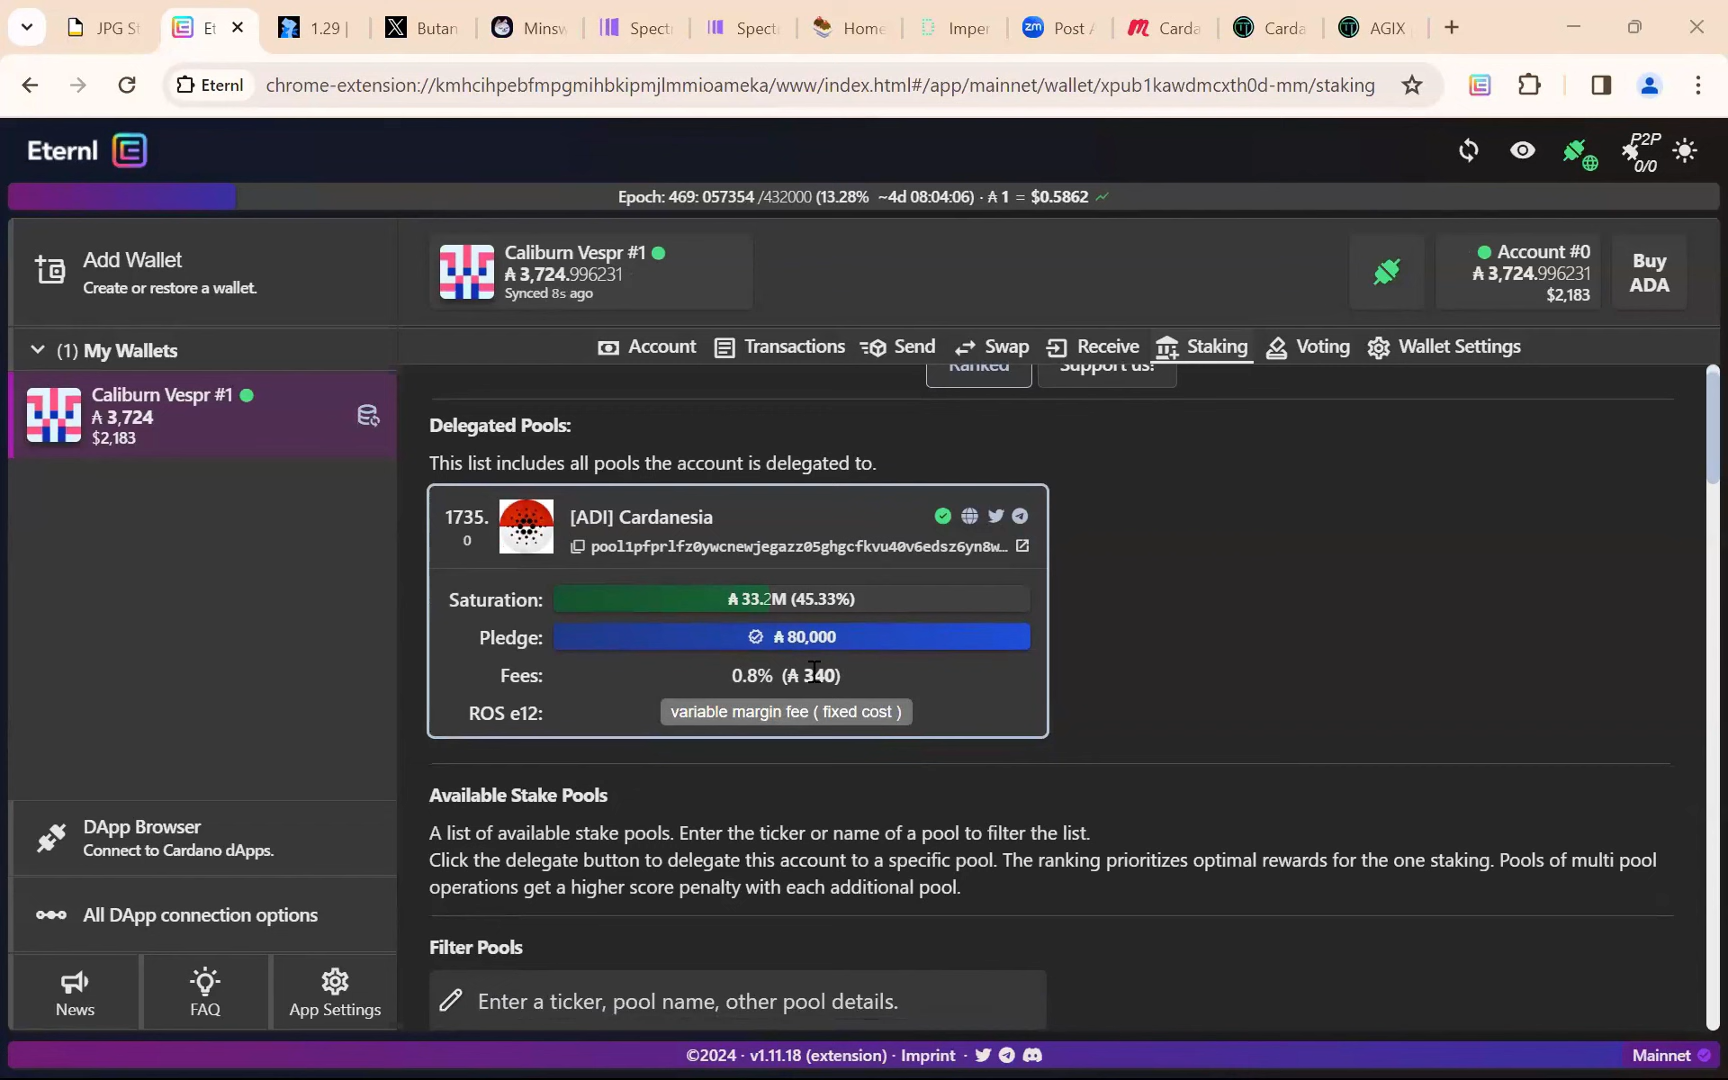 JPG St
Et
1.29 |
Butan
Minsw
Spectr
Spectr
Home
Imper
Post A
Carda
Carda
AGIX
Eternl
chrome-extension://kmhcihpebfmpgmihbkipmjlmmioameka/www/index.html#/app/mainnet/wallet/xpub1kawdmcxth0d-mm/staking
Eternl
P2P
0/0
Epoch: 469: 057354 /432000 (13.28% ~4d 08:04:06) · ₳ 1 = $0.5862
Add Wallet
Create or restore a wallet.
Caliburn Vespr #1
₳ 3,724.996231
Synced 8s ago
Account #0
₳ 3,724.996231
$2,183
Buy
ADA
(1) My Wallets
Account Transactions Send Swap Receive Staking Voting Wallet Settings
Caliburn Vespr #1
₳ 3,724
$2,183
Ranked Support us!
Delegated Pools:
This list includes all pools the account is delegated to.
1735.
0
[ADI] Cardanesia
pool1pfprlfz0ywcnewjegazz05ghgcfkvu40v6edsz6yn8w…
Saturation: ₳ 33.2M (45.33%)
Pledge: ₳ 80,000
Fees: 0.8% (₳ 340)
ROS e12: variable margin fee ( fixed cost )
Available Stake Pools
A list of available stake pools. Enter the ticker or name of a pool to filter the list.
Click the delegate button to delegate this account to a specific pool. The ranking prioritizes optimal rewards for the one staking. Pools of multi pool
operations get a higher score penalty with each additional pool.
Filter Pools
Enter a ticker, pool name, other pool details.
DApp Browser
Connect to Cardano dApps.
All DApp connection options
News FAQ App Settings
©2024 · v1.11.18 (extension) · Imprint ·
Mainnet